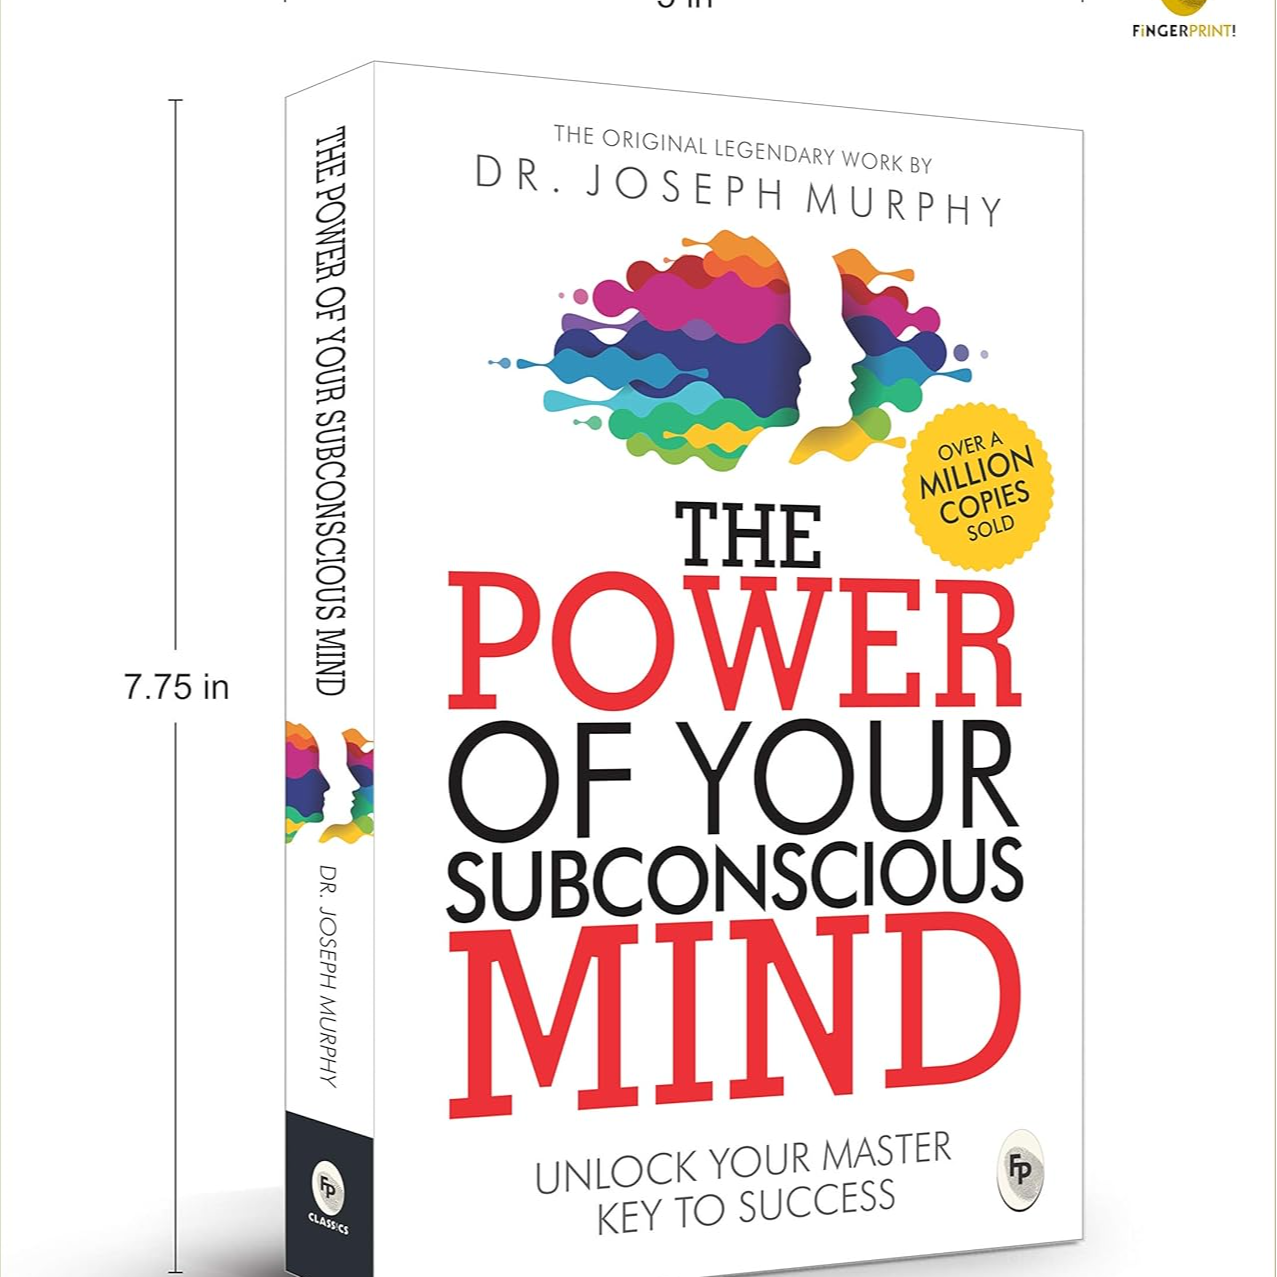 5 in
FiNGERPRINT!
7.75 in
THE POWER OF YOUR SUBCONSCIOUS MIND
DR. JOSEPH MURPHY
FP
CLASSiCS
THE ORIGINAL LEGENDARY WORK BY
DR. JOSEPH MURPHY
OVER A
MILLION
COPIES
SOLD
THE
POWER
OF YOUR
SUBCONSCIOUS
MIND
UNLOCK YOUR MASTER
KEY TO SUCCESS
FP